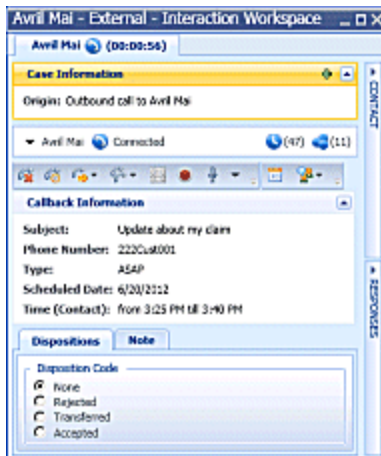 Avril Mai - External - Interaction Workspace
Avril Mai (00:00:56)
Case Information
Origin: Outbound call to Avril Mai
Avril Mai Connected (47) (11)
Callback Information
Subject: Update about my claim
Phone Number: 222Cust001
Type: ASAP
Scheduled Date: 6/20/2012
Time (Contact): from 3:25 PM till 3:40 PM
Dispositions Note
Disposition Code
None
Rejected
Transferred
Accepted
CONTACT
RESPONSES